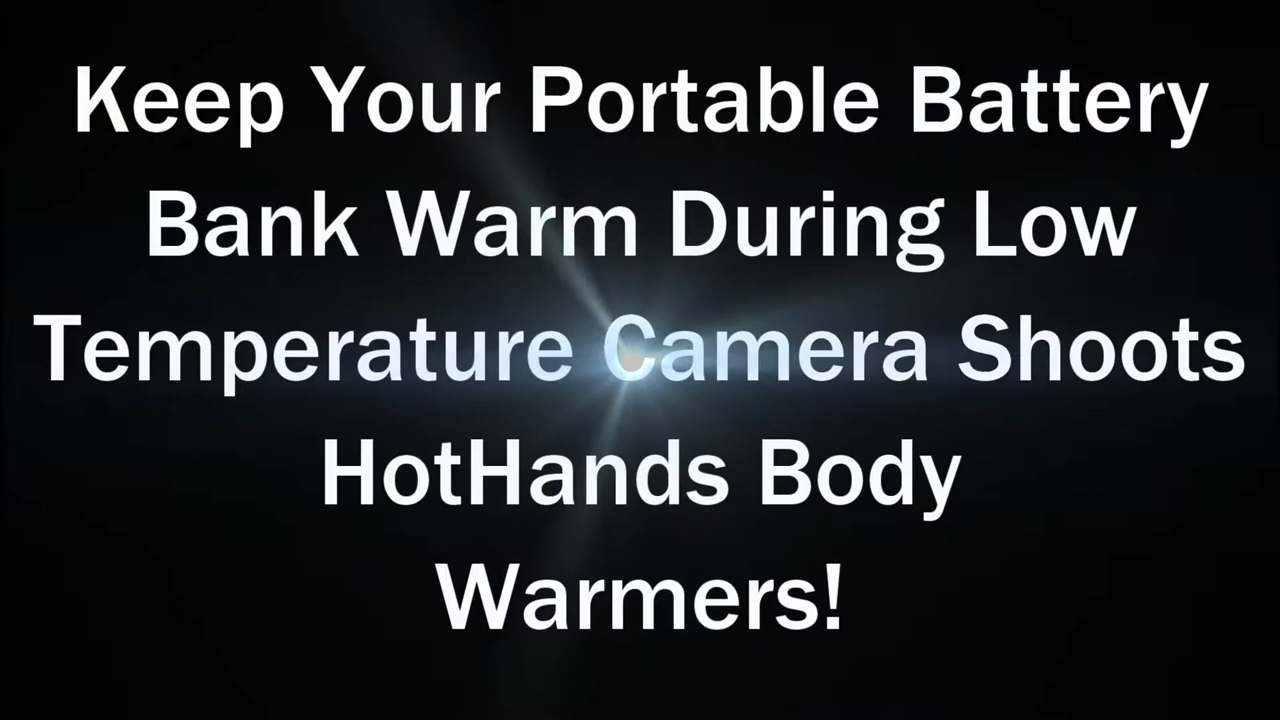 Keep Your Portable Battery
Bank Warm During Low
Temperature Camera Shoots
HotHands Body
Warmers!